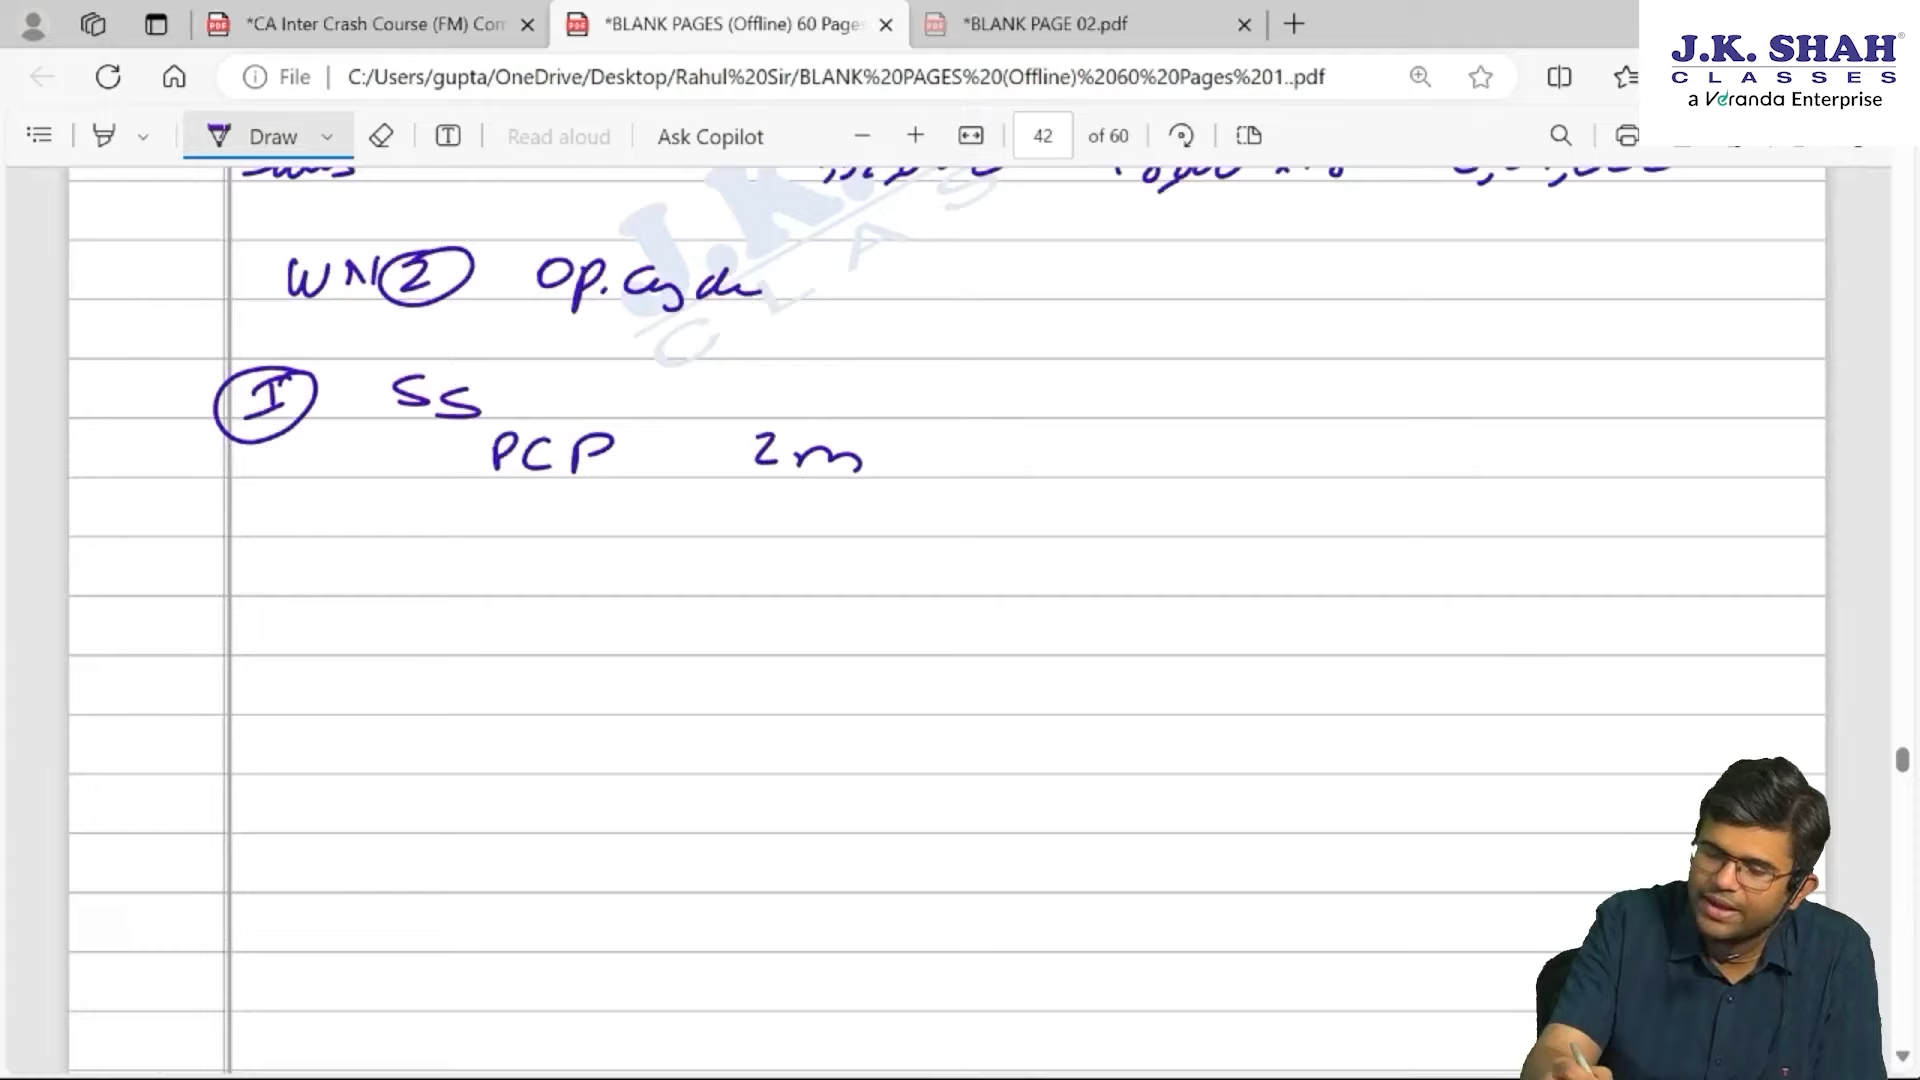 *CA Inter Crash Course (FM) Con
*BLANK PAGES (Offline) 60 Page
*BLANK PAGE 02.pdf
File
C:/Users/gupta/OneDrive/Desktop/Rahul%20Sir/BLANK%20PAGES%20(Offline)%2060%20Pages%201..pdf
J.K. SHAH®
CLASSES
a Veranda Enterprise
Draw
Read aloud
Ask Copilot
42 of 60
WN ②
Op. Cycle
Ⓘ SS
PCP 2m